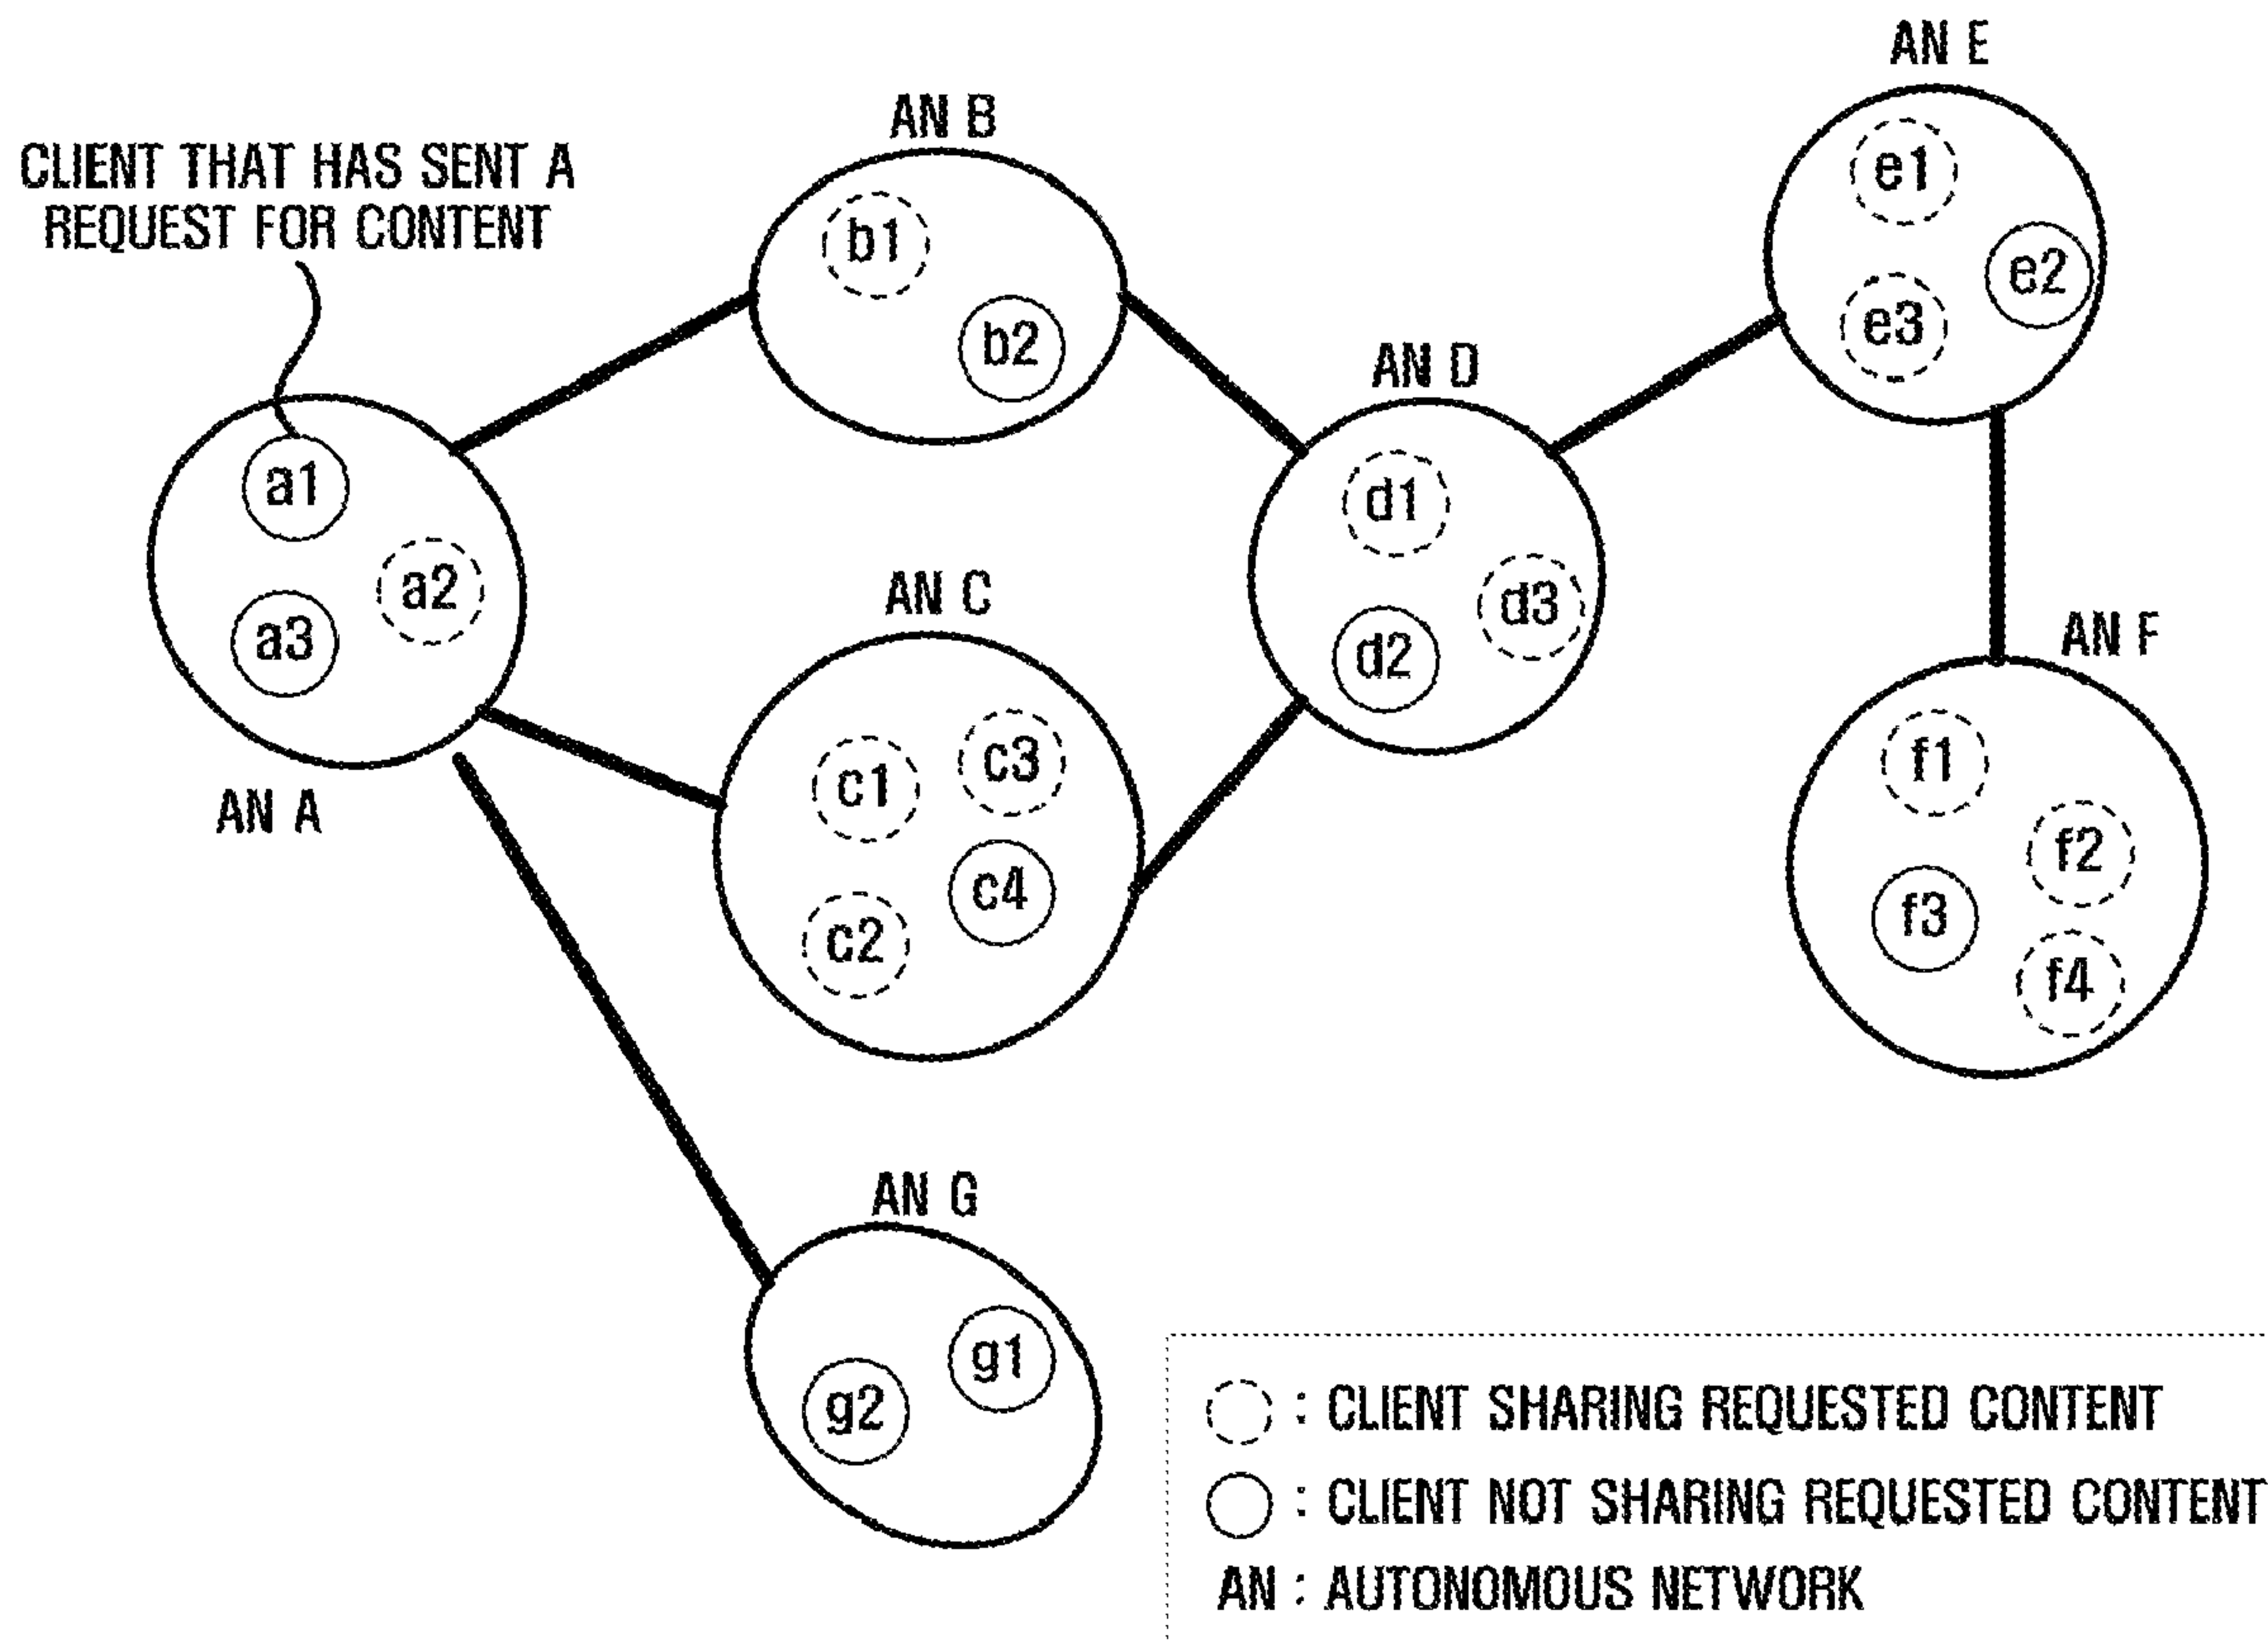 AN E
AN B
CLIENT THAT HAS SENT A
REQUEST FOR CONTENT
e1
b1
e2
e3
b2
AN D
a1
d1
a2
AN C
d3
a3
d2
AN F
c3
f1
c1
AN A
f2
c4
f3
c2
f4
AN G
g1
g2
: CLIENT SHARING REQUESTED CONTENT
: CLIENT NOT SHARING REQUESTED CONTENT
AN : AUTONOMOUS NETWORK